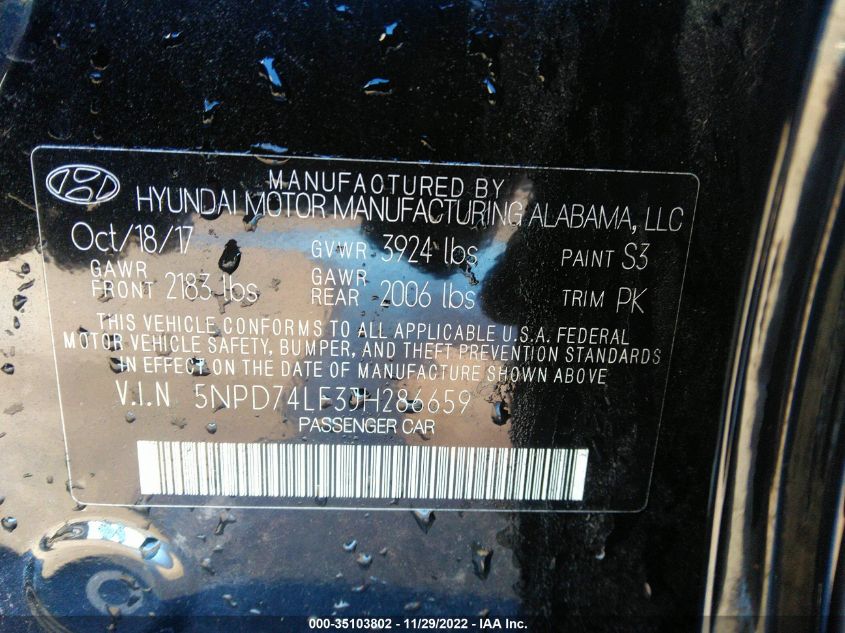 MANUFACTURED BY
HYUNDAI MOTOR MANUFACTURING ALABAMA, LLC
Oct/18/17 GVWR 3924 lbs PAINT S3
GAWR FRONT 2183 lbs GAWR REAR 2006 lbs TRIM PK
THIS VEHICLE CONFORMS TO ALL APPLICABLE U.S.A. FEDERAL
MOTOR VEHICLE SAFETY, BUMPER, AND THEFT PREVENTION STANDARDS
IN EFFECT ON THE DATE OF MANUFACTURE SHOWN ABOVE
V.I.N 5NPD74LF3JH286659
PASSENGER CAR
000-35103802 - 11/29/2022 - IAA Inc.